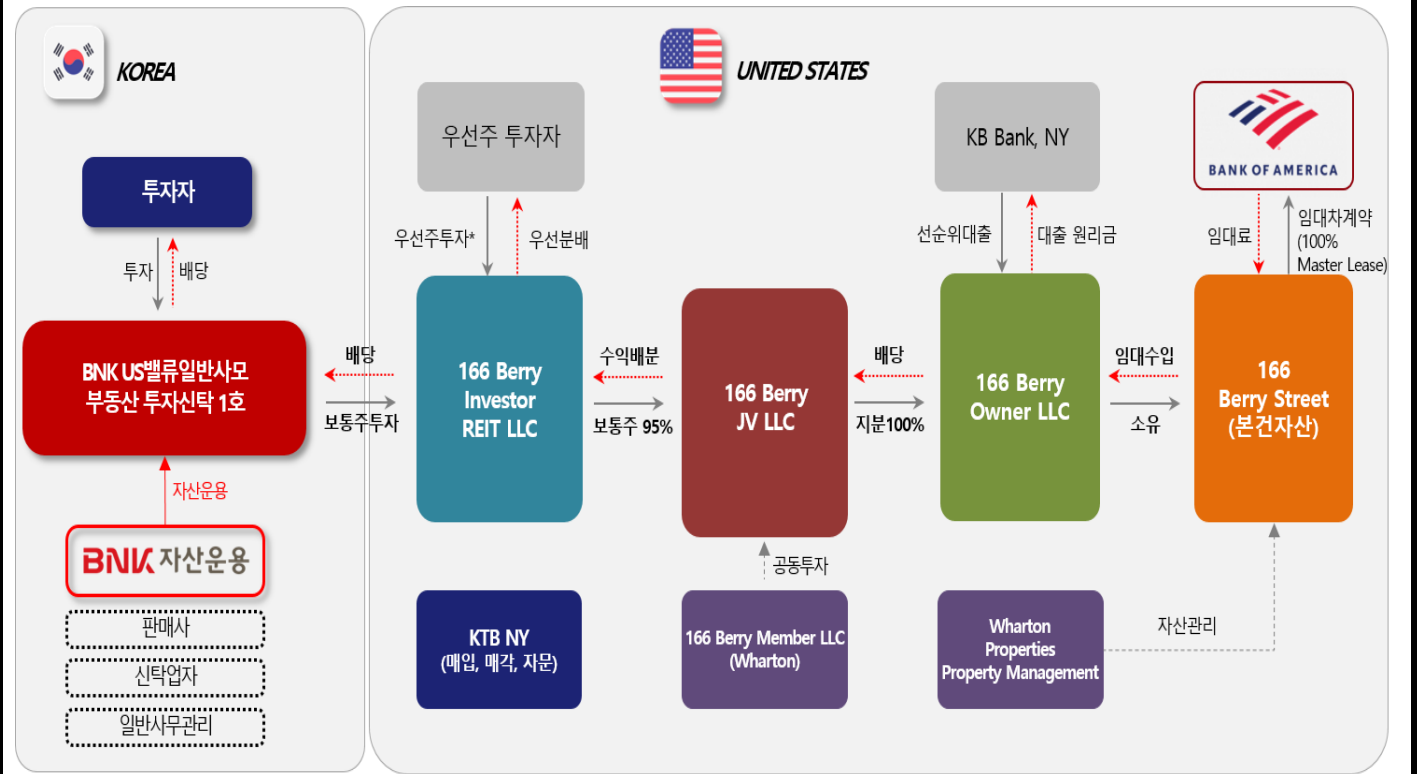 KOREA
투자자
투자
배당
BNK US밸류일반사모
부동산 투자신탁 1호
자산운용
BNK 자산운용
판매사
신탁업자
일반사무관리
배당
보통주투자
UNITED STATES
우선주 투자자
우선주투자*
우선분배
166 Berry
Investor
REIT LLC
수익배분
보통주 95%
166 Berry
JV LLC
배당
지분100%
KB Bank, NY
선순위대출
대출 원리금
166 Berry
Owner LLC
임대수입
소유
BANK OF AMERICA
임대료
임대차계약
(100%
Master Lease)
166
Berry Street
(본건자산)
KTB NY
(매입, 매각, 자문)
공동투자
166 Berry Member LLC
(Wharton)
Wharton
Properties
Property Management
자산관리